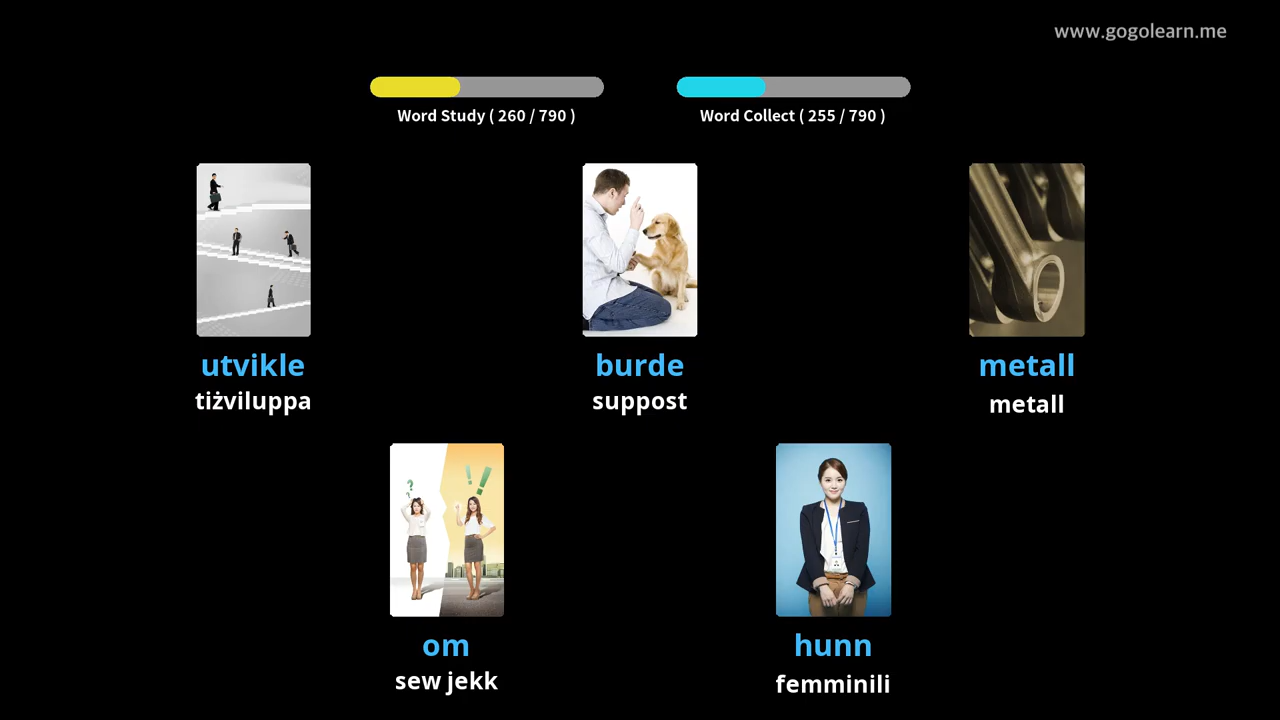 www.gogolearn.me
Word Study ( 260 / 790 )
Word Collect ( 255 / 790 )
utvikle
tiżviluppa
burde
suppost
metall
metall
om
sew jekk
hunn
femminili